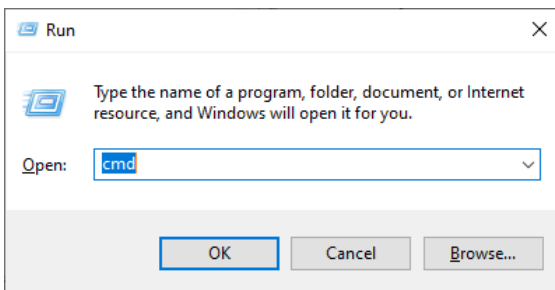 Run
Type the name of a program, folder, document, or Internet
resource, and Windows will open it for you.
Open: cmd
OK Cancel Browse...